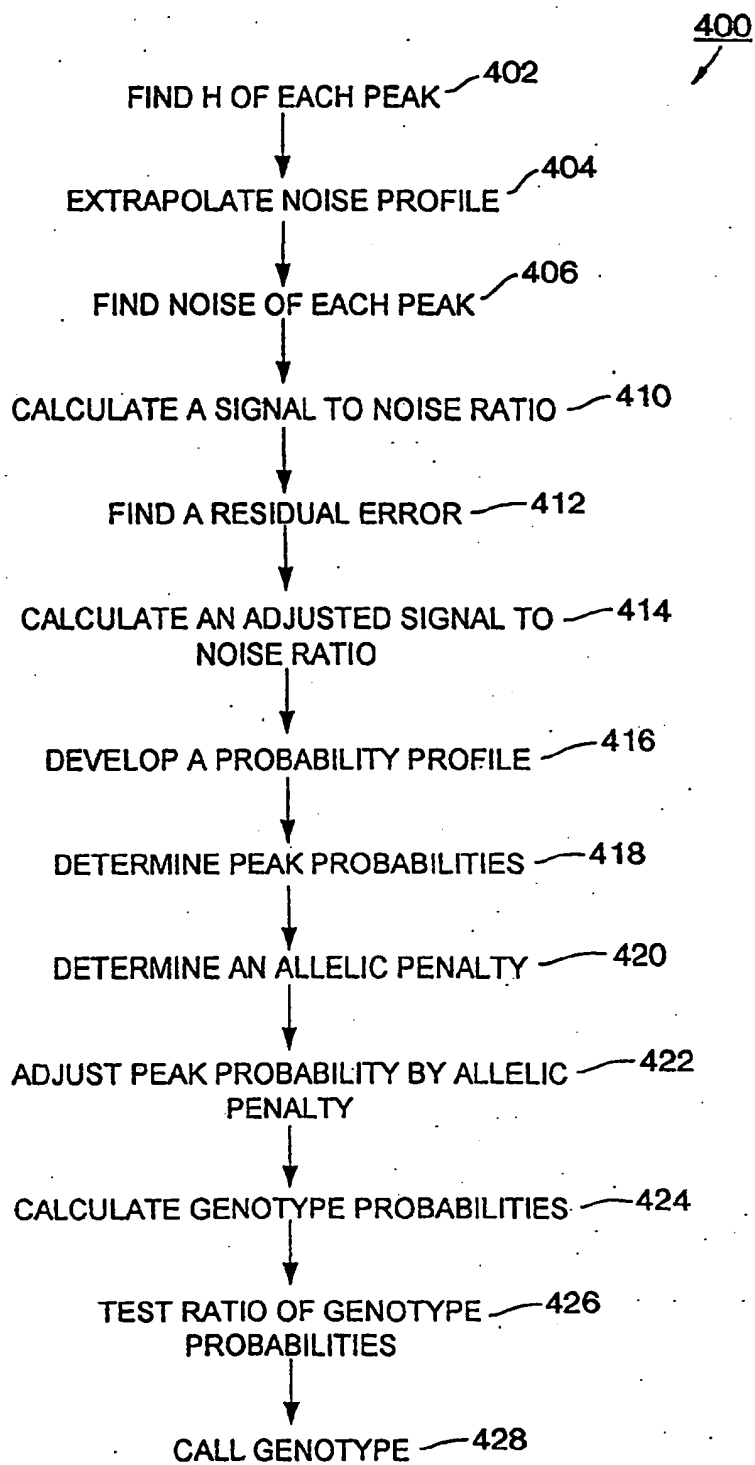 400
FIND H OF EACH PEAK 402
EXTRAPOLATE NOISE PROFILE 404
FIND NOISE OF EACH PEAK 406
CALCULATE A SIGNAL TO NOISE RATIO 410
FIND A RESIDUAL ERROR 412
CALCULATE AN ADJUSTED SIGNAL TO 414
NOISE RATIO
DEVELOP A PROBABILITY PROFILE 416
DETERMINE PEAK PROBABILITIES 418
DETERMINE AN ALLELIC PENALTY 420
ADJUST PEAK PROBABILITY BY ALLELIC 422
PENALTY
CALCULATE GENOTYPE PROBABILITIES 424
TEST RATIO OF GENOTYPE 426
PROBABILITIES
CALL GENOTYPE 428